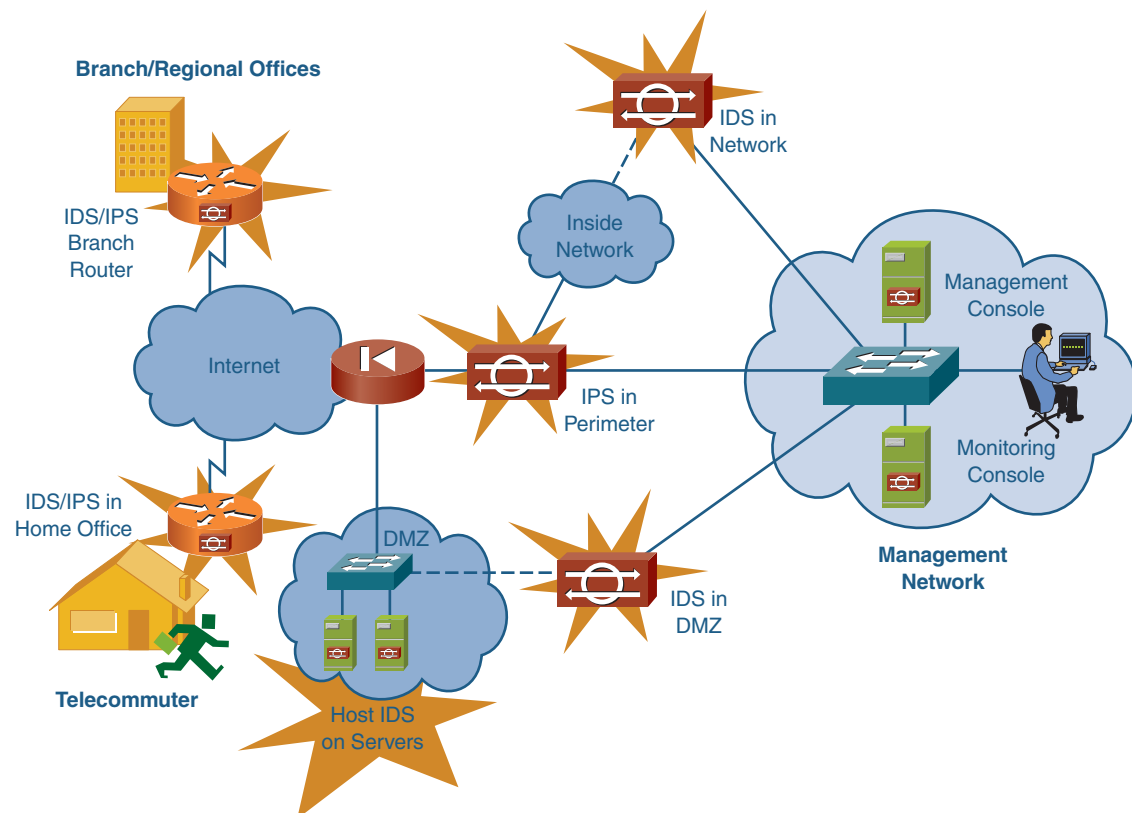 Branch/Regional Offices
IDS/IPS
Branch
Router
IDS in
Network
Inside
Network
Management
Console
Internet
IPS in
Perimeter
Monitoring
Console
IDS/IPS in
Home Office
DMZ
Management
Network
IDS in
DMZ
Telecommuter
Host IDS
on Servers